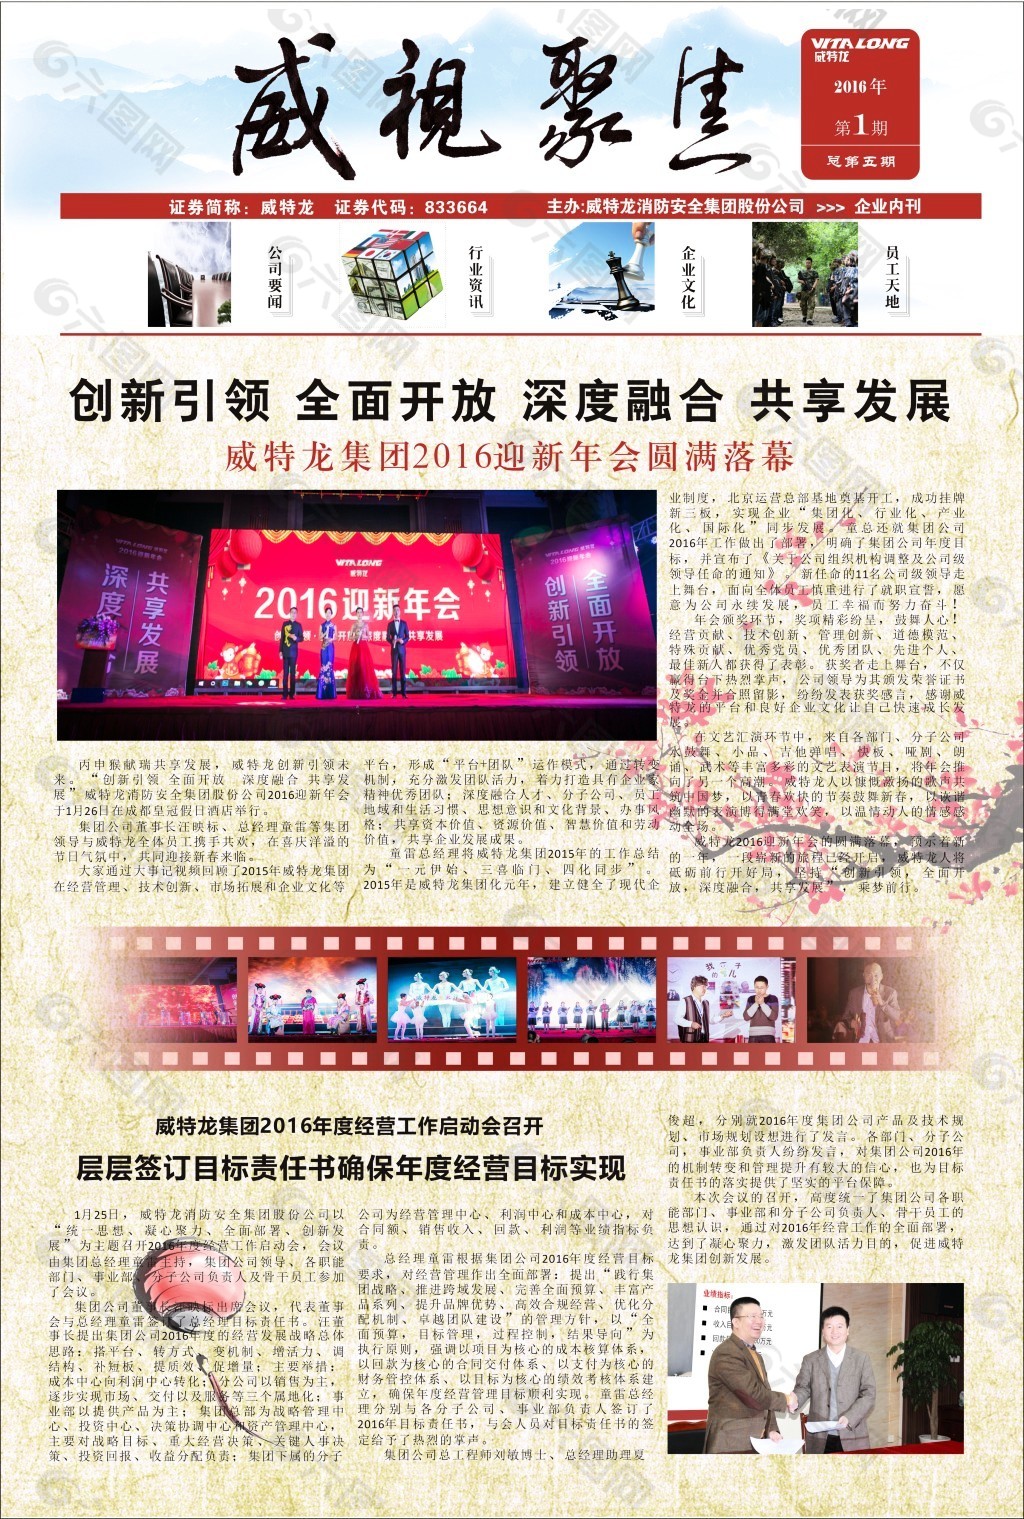 威视聚焦
VITALONG
威特龙
2016年
第1期
总第五期
证券简称：威特龙 证券代码：833664 主办:威特龙消防安全集团股份公司 >>> 企业内刊
公司要闻
行业资讯
企业文化
员工天地
创新引领 全面开放 深度融合 共享发展
威特龙集团2016迎新年会圆满落幕
VITALONG
威特龙
2016迎新年会
共享发展
创新引领
全面开放
丙申猴献瑞共享发展，威特龙创新引领未
来。“创新引领 全面开放 深度融合 共享发
展”威特龙消防安全集团股份公司2016迎新年会
于1月26日在成都皇冠假日酒店举行。
集团公司董事长汪映标、总经理童雷等集团
领导与威特龙全体员工携手共欢，在喜庆洋溢的
节日气氛中，共同迎接新春来临。
大家通过大事记视频回顾了2015年威特龙集团
在经营管理、技术创新、市场拓展和企业文化等
平台，形成“平台+团队”运作模式，通过转变
机制，充分激发团队活力，着力打造具有企业家
精神优秀团队；深度融合人才、分子公司、员工
地域和生活习惯、思想意识和文化背景、办事风
格；共享资本价值、资源价值、智慧价值和劳动
价值，共享企业发展成果。
童雷总经理将威特龙集团2015年的工作总结
为“一元伊始、三喜临门、四化同步”。
2015年是威特龙集团化元年，建立健全了现代企
业制度，北京运营总部基地奠基开工，成功挂牌
新三板，实现企业“集团化、行业化、产业
化、国际化”同步发展。童总还就集团公司
2016年工作做出了部署，明确了集团公司年度目
标，并宣布了《关于公司组织机构调整及公司级
领导任命的通知》。新任命的11名公司级领导走
上舞台，面向全体员工慎重进行了就职宣誓，愿
意为公司永续发展，员工幸福而努力奋斗！
年会颁奖环节，奖项精彩纷呈，鼓舞人心！
经营贡献、技术创新、管理创新、道德模范、
特殊贡献、优秀党员、优秀团队、先进个人、
最佳新人都获得了表彰。获奖者走上舞台，不仅
赢得台下热烈掌声，公司领导为其颁发荣誉证书
及奖金并合照留影，纷纷发表获奖感言，感谢威
特龙的平台和良好企业文化让自己快速成长发
展。
在文艺汇演环节中，来自各部门、分子公司
水鼓舞、小品、吉他弹唱、快板、哑剧、朗
诵、武术等丰富多彩的文艺表演节目，将年会推
向了另一个高潮。威特龙人以慷慨激扬的歌声共
筑中国梦，以青春欢快的节奏鼓舞新春，以诙谐
幽默的表演博得满堂欢笑，以温情动人的情感感
动全场。
威特龙2016迎新年会的圆满落幕，预示着新
的一年，一段崭新的旅程已经开启，威特龙人将
砥砺前行开好局，坚持“创新引领，全面开
放，深度融合，共享发展”，乘梦前行。
威特龙集团2016年度经营工作启动会召开
层层签订目标责任书确保年度经营目标实现
1月25日，威特龙消防安全集团股份公司以
“统一思想、凝心聚力、全面部署、创新发
展”为主题召开2016年度经营工作启动会，会议
由集团总经理童雷主持，集团公司领导、各职能
部门、事业部、分子公司负责人及骨干员工参加
了会议。
集团公司董事长汪映标出席会议，代表董事
会与总经理童雷签订了总经理目标责任书。汪董
事长提出集团公司2016年度的经营发展战略总体
思路：搭平台、转方式、变机制、增活力、调
结构、补短板、提质效、促增量；主要举措：
成本中心向利润中心转化；分公司以销售为主，
逐步实现市场、交付以及服务等三个属地化；事
业部以提供产品为主；集团总部为战略管理中
心、投资中心、决策协调中心和资产管理中心，
主要对战略目标、重大经营决策、关键人事决
策、投资回报、收益分配负责；集团下属的分子
公司为经营管理中心、利润中心和成本中心，对
合同额、销售收入、回款、利润等业绩指标负
责。
总经理童雷根据集团公司2016年度经营目标
要求，对经营管理作出全面部署：提出“践行集
团战略、推进跨域发展、完善全面预算、丰富产
品系列、提升品牌优势、高效合规经营、优化分
配机制、卓越团队建设”的管理方针，以“全
面预算，目标管理，过程控制，结果导向”为
执行原则，强调以项目为核心的成本核算体系，
以回款为核心的合同交付体系、以支付为核心的
财务管控体系、以目标为核心的绩效考核体系建
立，确保年度经营管理目标顺利实现。童雷总经
理分别与各分子公司、事业部负责人签订了
2016年目标责任书，与会人员对目标责任书的签
定给予了热烈的掌声。
集团公司总工程师刘敏博士、总经理助理夏
俊超，分别就2016年度集团公司产品及技术规
划、市场规划设想进行了发言。各部门、分子公
司，事业部负责人纷纷发言，对集团公司2016年
的机制转变和管理提升有较大的信心，也为目标
责任书的落实提供了坚实的平台保障。
本次会议的召开，高度统一了集团公司各职
能部门、事业部和分子公司负责人、骨干员工的
思想认识，通过对2016年经营工作的全面部署，
达到了凝心聚力，激发团队活力目的，促进威特
龙集团创新发展。
业绩指标: